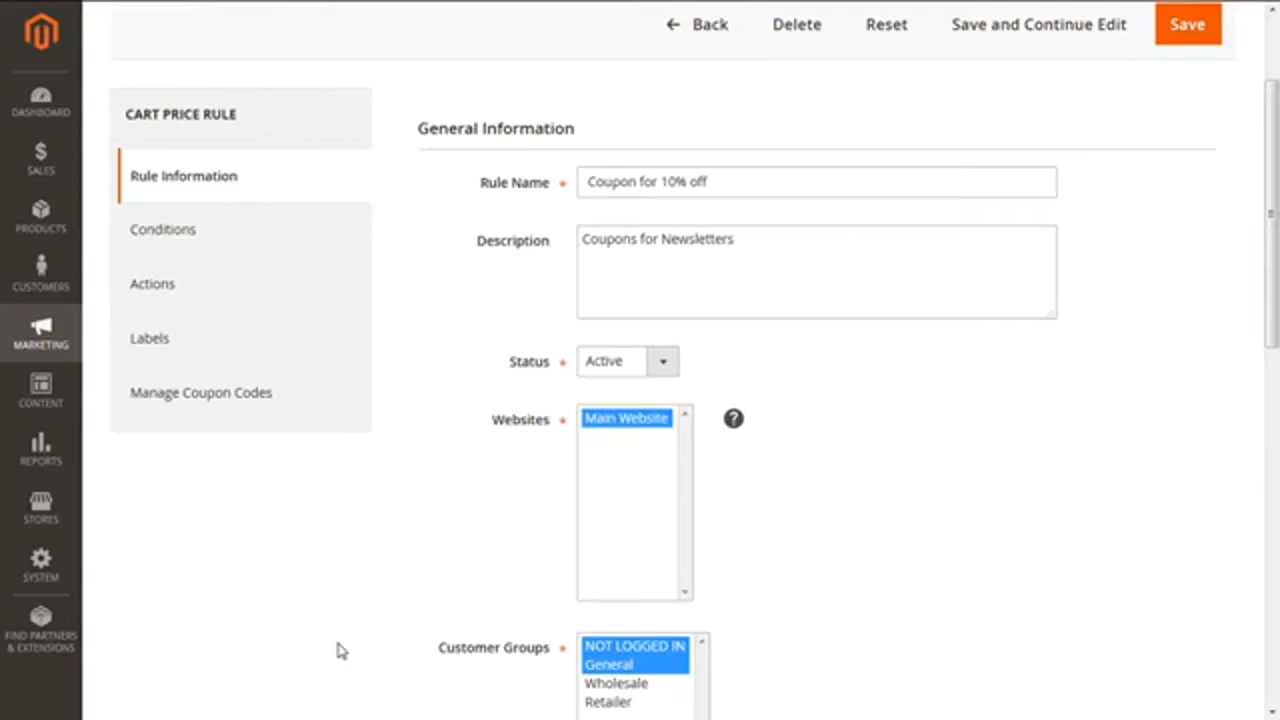 Back
Delete
Reset
Save and Continue Edit
Save
DASHBOARD
SALES
PRODUCTS
CUSTOMERS
MARKETING
CONTENT
REPORTS
STORES
SYSTEM
FIND PARTNERS
& EXTENSIONS
CART PRICE RULE
Rule Information
Conditions
Actions
Labels
Manage Coupon Codes
General Information
Rule Name * Coupon for 10% off
Description Coupons for Newsletters
Status * Active
Websites * Main Website ?
Customer Groups * NOT LOGGED IN
General
Wholesale
Retailer